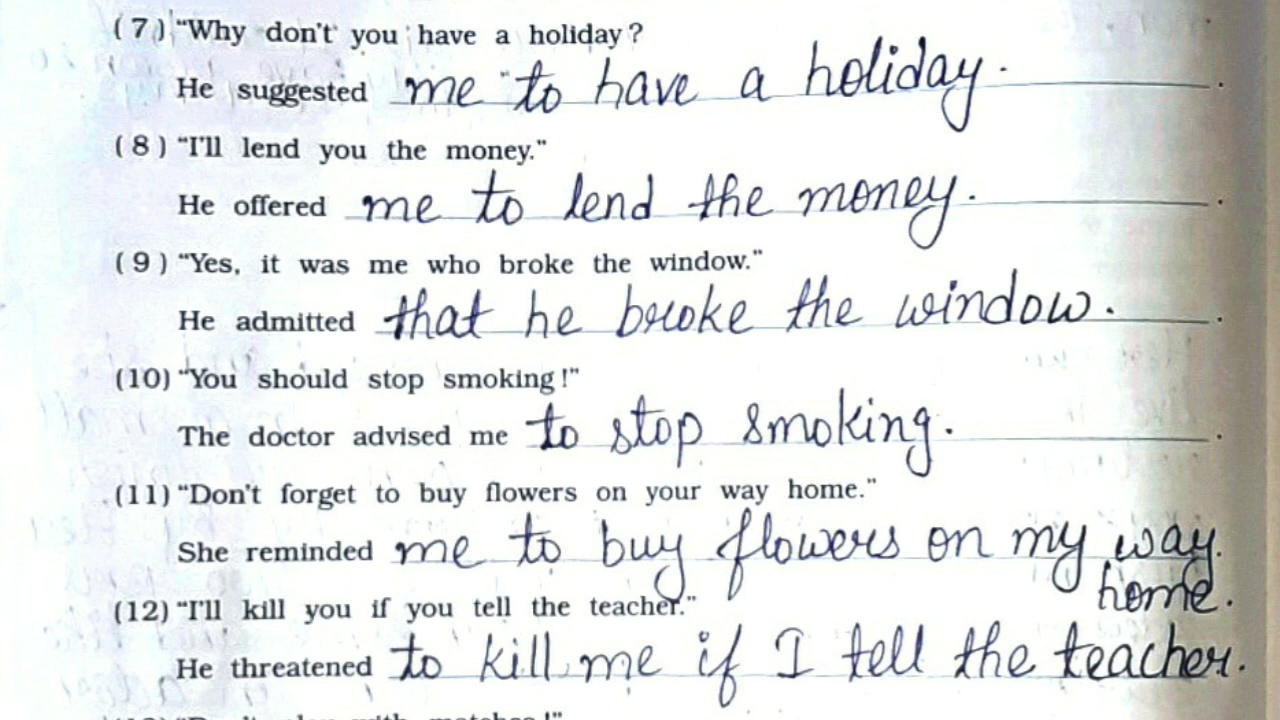 (7) "Why don't you have a holiday?
He suggested me to have a holiday.
(8) "I'll lend you the money."
He offered me to lend the money.
(9) "Yes, it was me who broke the window."
He admitted that he broke the window.
(10) "You should stop smoking!"
The doctor advised me to stop smoking.
(11) "Don't forget to buy flowers on your way home."
She reminded me to buy flowers on my way.
home.
(12) "I'll kill you if you tell the teacher."
He threatened to kill me if I tell the teacher.